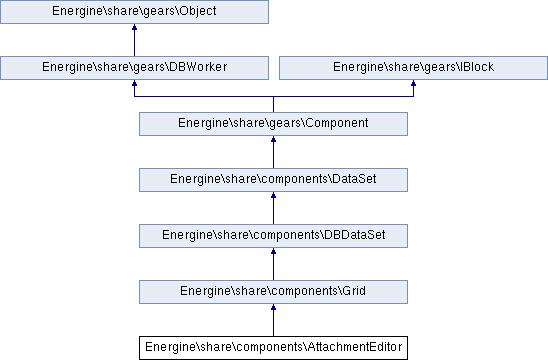 Energine\share\gears\Object
Energine\share\gears\DBWorker
Energine\share\gears\IBlock
Energine\share\gears\Component
Energine\share\components\DataSet
Energine\share\components\DBDataSet
Energine\share\components\Grid
Energine\share\components\AttachmentEditor